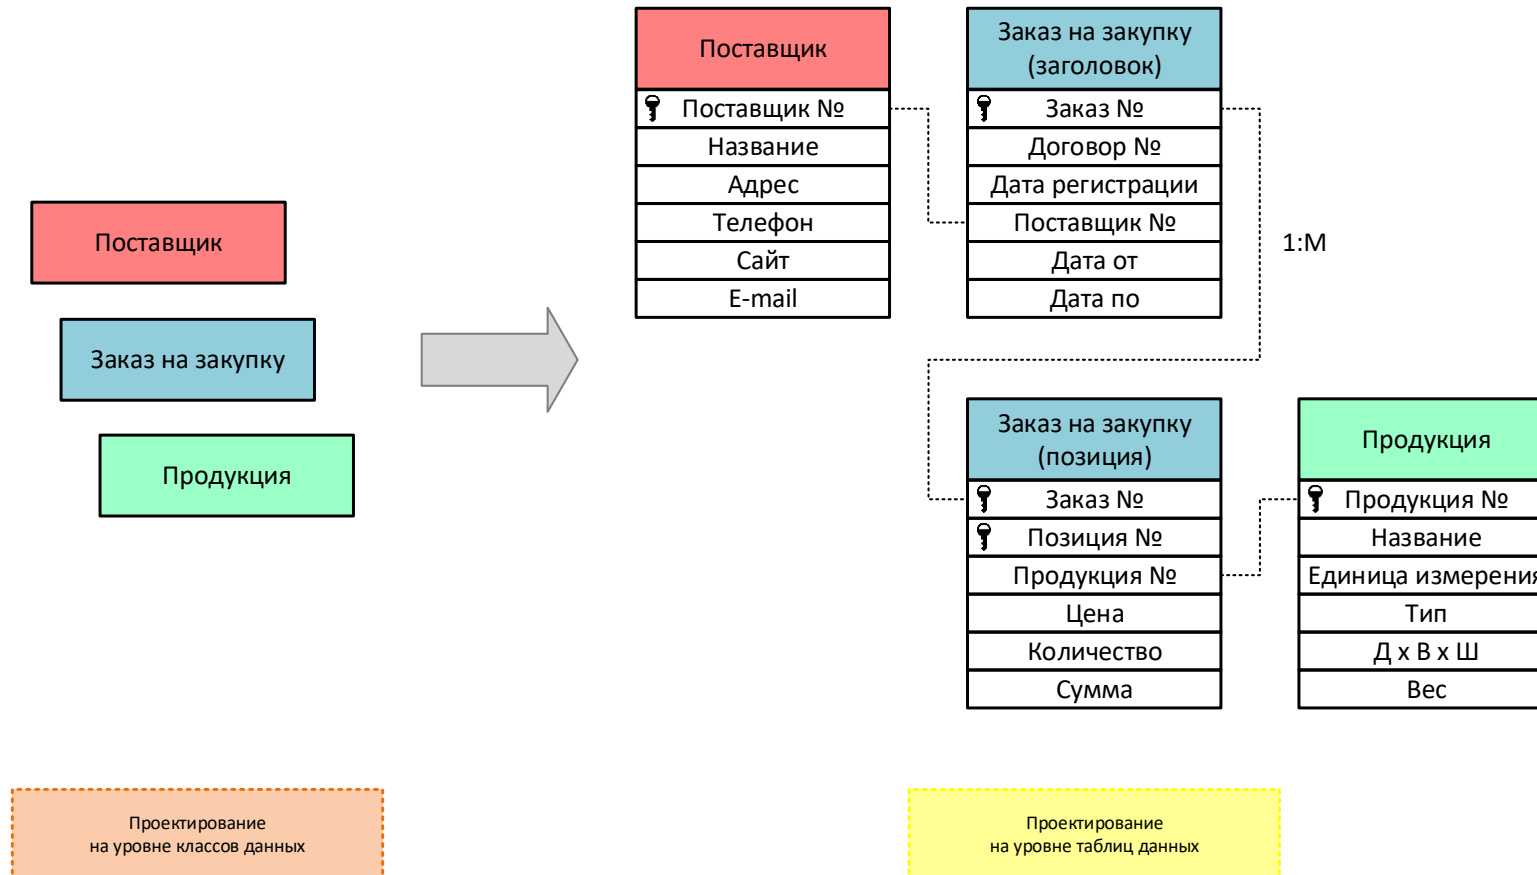 Поставщик
Заказ на закупку
Продукция
Поставщик
Поставщик №
Название
Адрес
Телефон
Сайт
E-mail
Заказ на закупку
(заголовок)
Заказ №
Договор №
Дата регистрации
Поставщик №
Дата от
Дата по
1:М
Заказ на закупку
(позиция)
Заказ №
Позиция №
Продукция №
Цена
Количество
Сумма
Продукция
Продукция №
Название
Единица измерения
Тип
Д х В х Ш
Вес
Проектирование
на уровне классов данных
Проектирование
на уровне таблиц данных